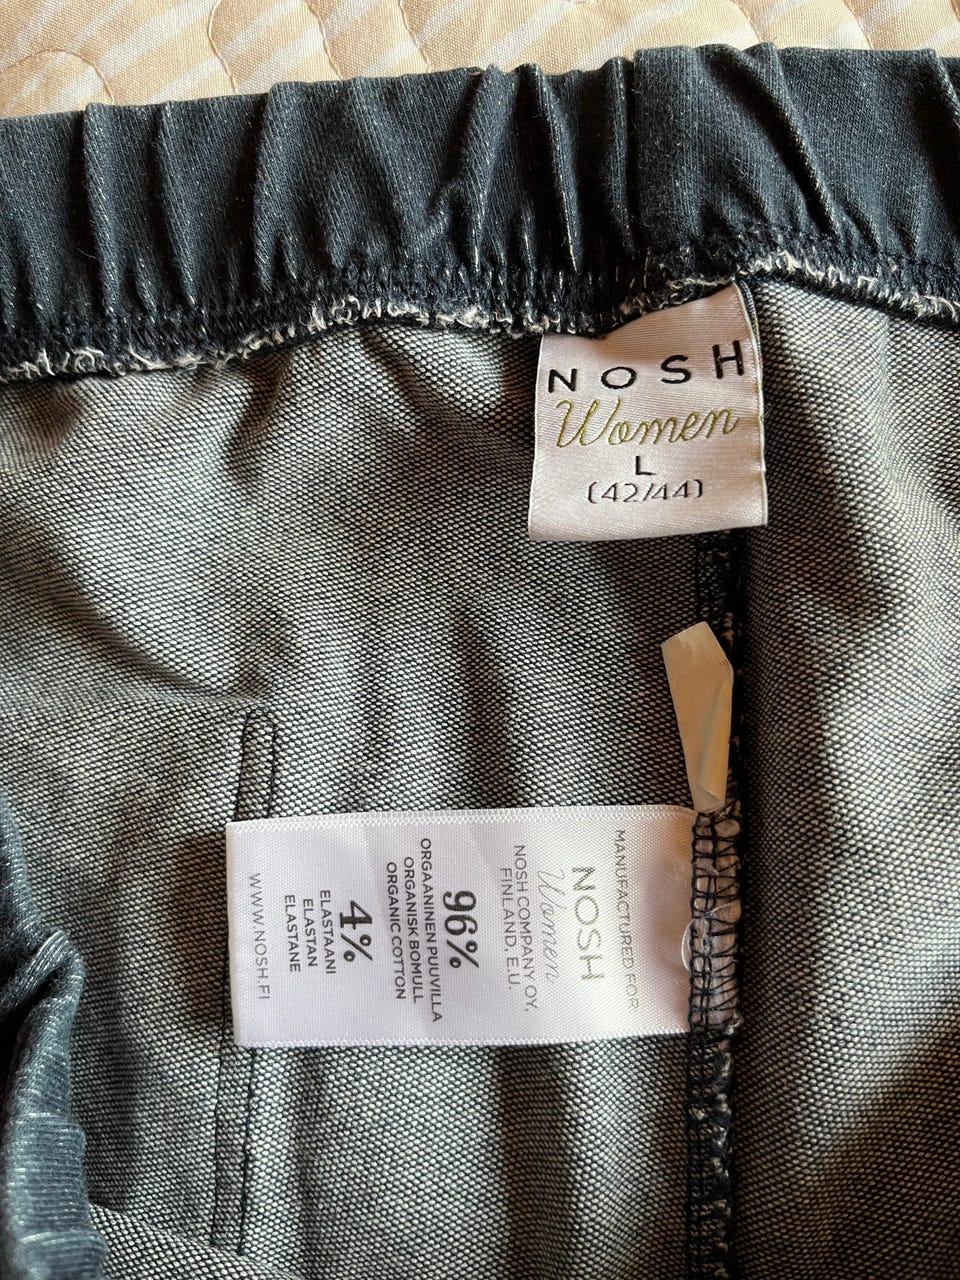 NOSH
Women
L
(42/44)
MANUFACTURED FOR:
NOSH
Women
NOSH COMPANY OY,
FINLAND, E.U.
96%
ORGAANINEN PUUVILLA
ORGANISK BOMULL
ORGANIC COTTON
4%
ELASTAANI
ELASTAN
ELASTANE
WWW.NOSH.FI